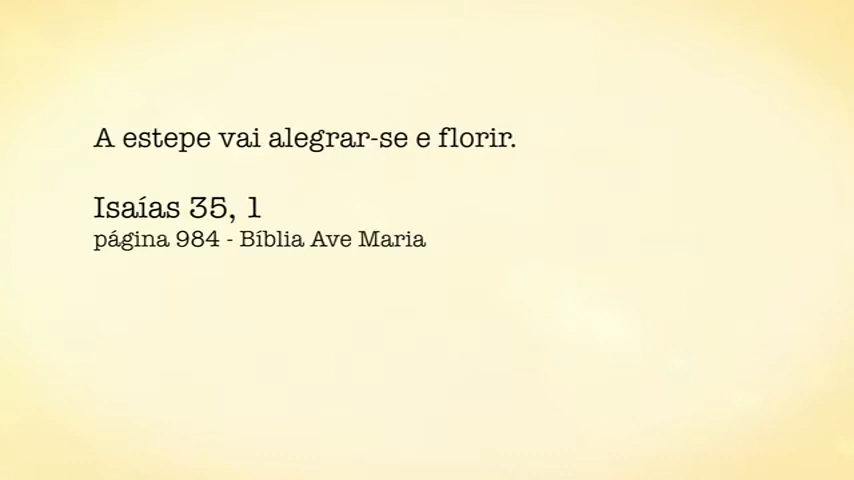 A estepe vai alegrar-se e florir.
Isaías 35, 1
página 984 - Bíblia Ave Maria